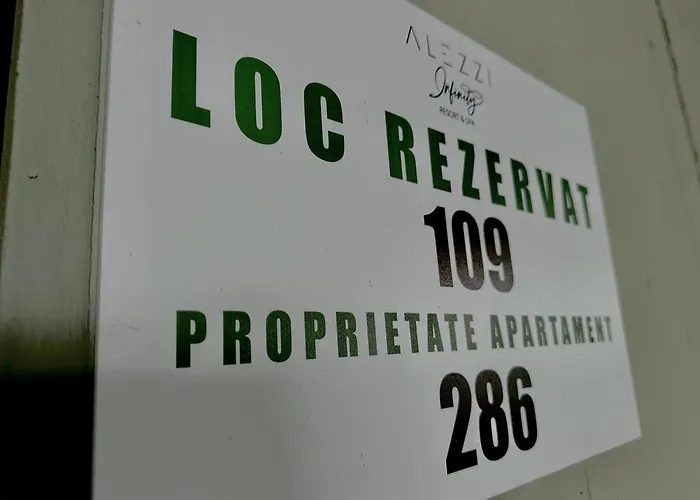 ALEZZI
Infinity
RESORT & SPA
LOC REZERVAT
109
PROPRIETATE APARTAMENT
286